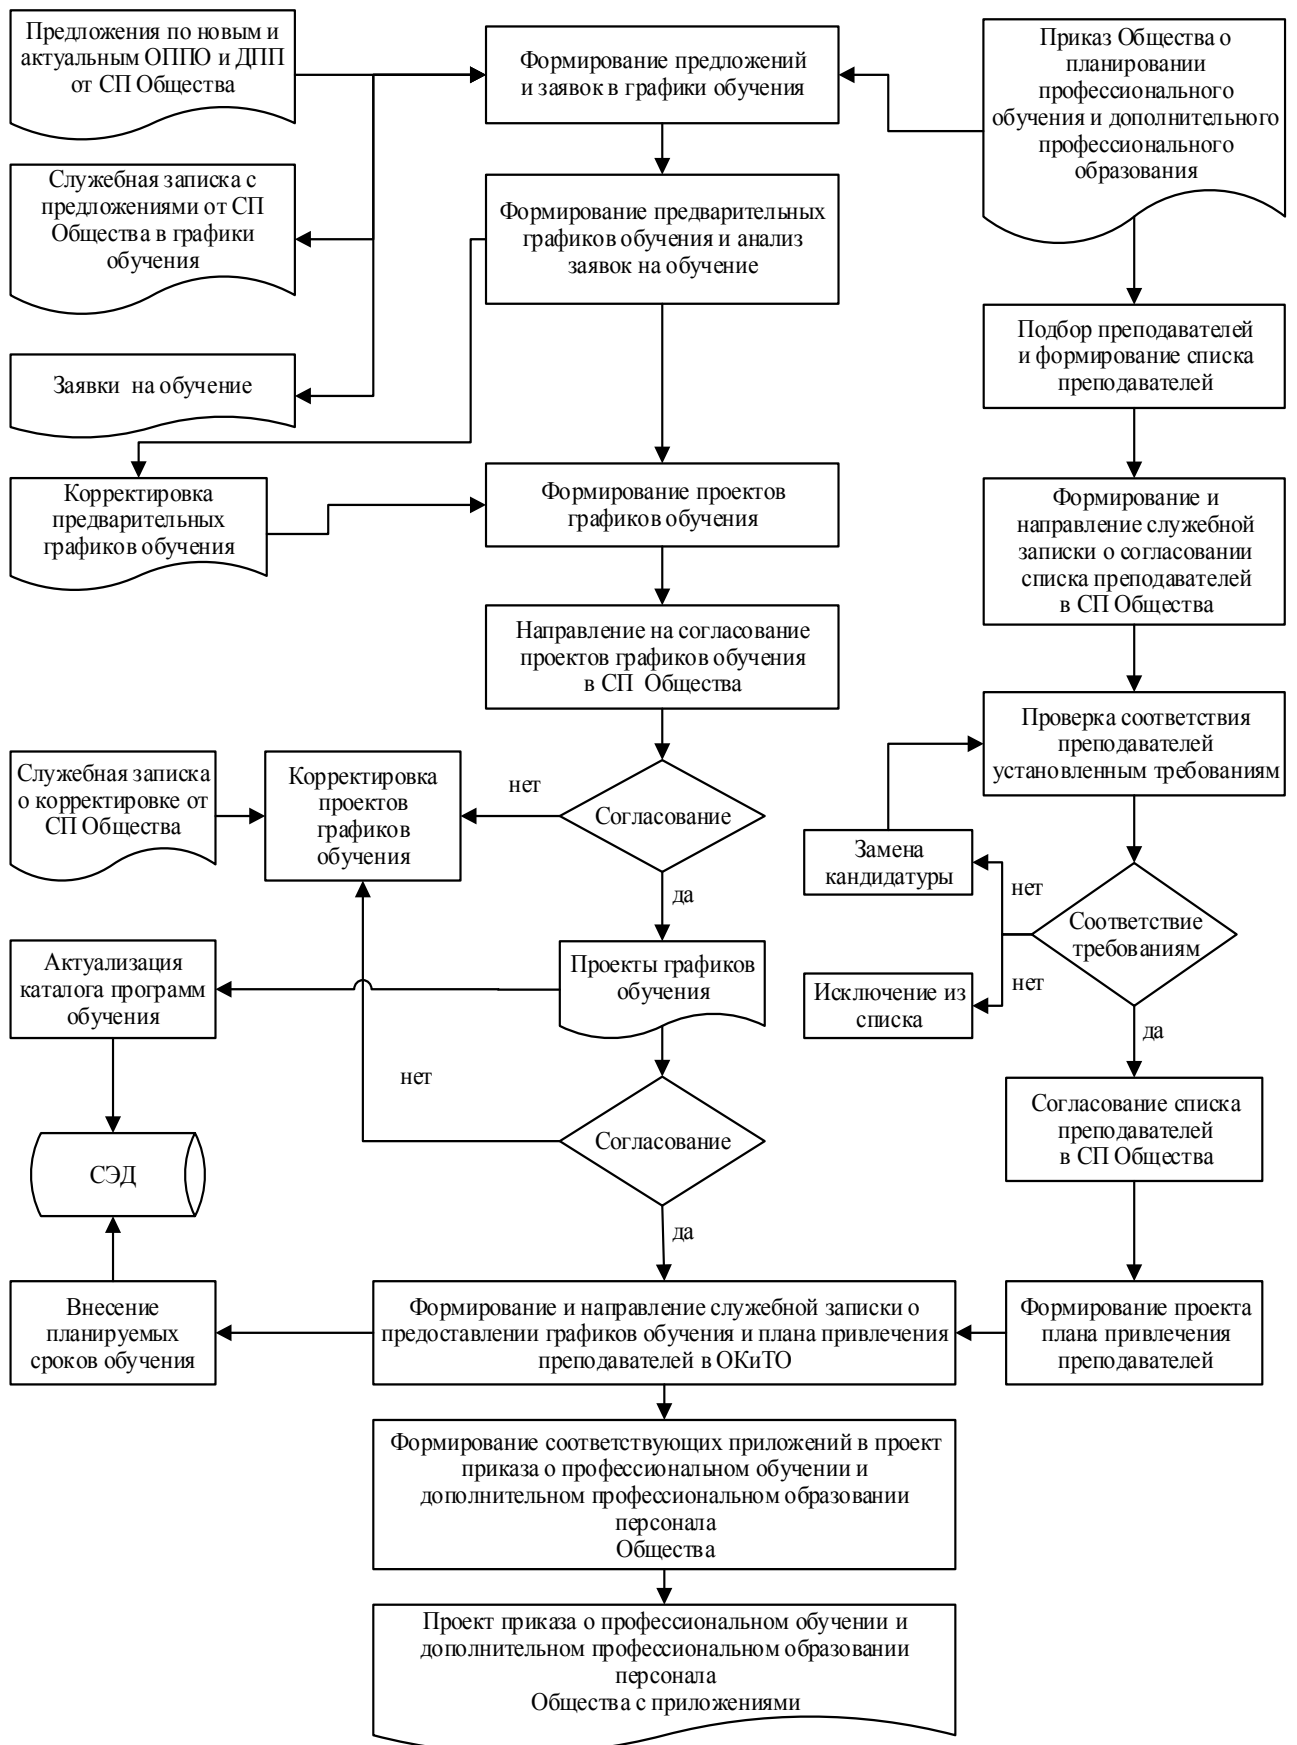 Предложения по новым и
актуальным ОППО и ДПП
от СП Общества
Формирование предложений
и заявок в графики обучения
Приказ Общества о
планировании
профессионального
обучения и дополнительного
профессионального
образования
Служебная записка с
предложениями от СП
Общества в графики
обучения
Формирование предварительных
графиков обучения и анализ
заявок на обучение
Подбор преподавателей
и формирование списка
преподавателей
Заявки на обучение
Корректировка
предварительных
графиков обучения
Формирование проектов
графиков обучения
Формирование и
направление служебной
записки о согласовании
списка преподавателей
в СП Общества
Направление на согласование
проектов графиков обучения
в СП Общества
Проверка соответствия
преподавателей
установленным требованиям
Служебная записка
о корректировке от
СП Общества
Корректировка
проектов
графиков
обучения
нет
Согласование
да
Замена
кандидатуры
нет
Соответствие
требованиям
нет
Исключение из
списка
да
Актуализация
каталога программ
обучения
Проекты графиков
обучения
нет
Согласование
да
СЭД
Согласование списка
преподавателей
в СП Общества
Внесение
планируемых
сроков обучения
Формирование и направление служебной записки о
предоставлении графиков обучения и плана привлечения
преподавателей в ОКиТО
Формирование проекта
плана привлечения
преподавателей
Формирование соответствующих приложений в проект
приказа о профессиональном обучении и
дополнительном профессиональном образовании
персонала
Общества
Проект приказа о профессиональном обучении и
дополнительном профессиональном образовании
персонала
Общества с приложениями